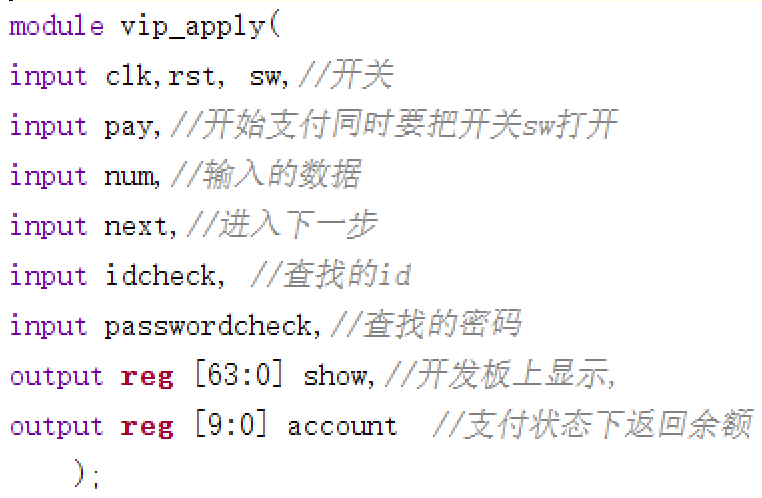 module vip_apply(
input clk,rst, sw,//开关
input pay,//开始支付同时要把开关sw打开
input num,//输入的数据
input next,//进入下一步
input idcheck, //查找的id
input passwordcheck,//查找的密码
output reg [63:0] show,//开发板上显示,
output reg [9:0] account  //支付状态下返回余额
);